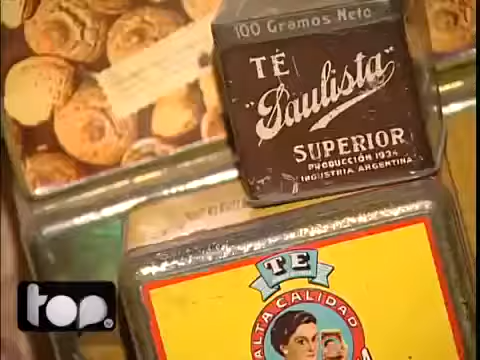 100 Gramos Neto
TÉ
"Paulista"
SUPERIOR
PRODUCCIÓN 1934
INDUSTRIA ARGENTINA
TE
ALTA CALIDAD
top